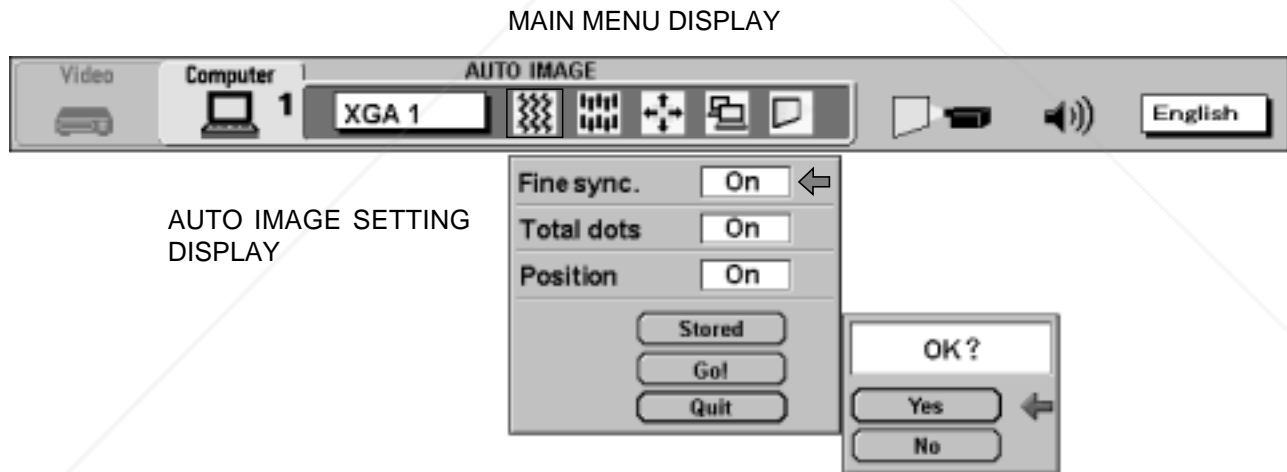 MAIN MENU DISPLAY
Video
Computer
AUTO IMAGE
1
XGA 1
English
AUTO IMAGE SETTING
DISPLAY
Fine sync. On
Total dots On
Position On
Stored
Go!
Quit
OK?
Yes
No